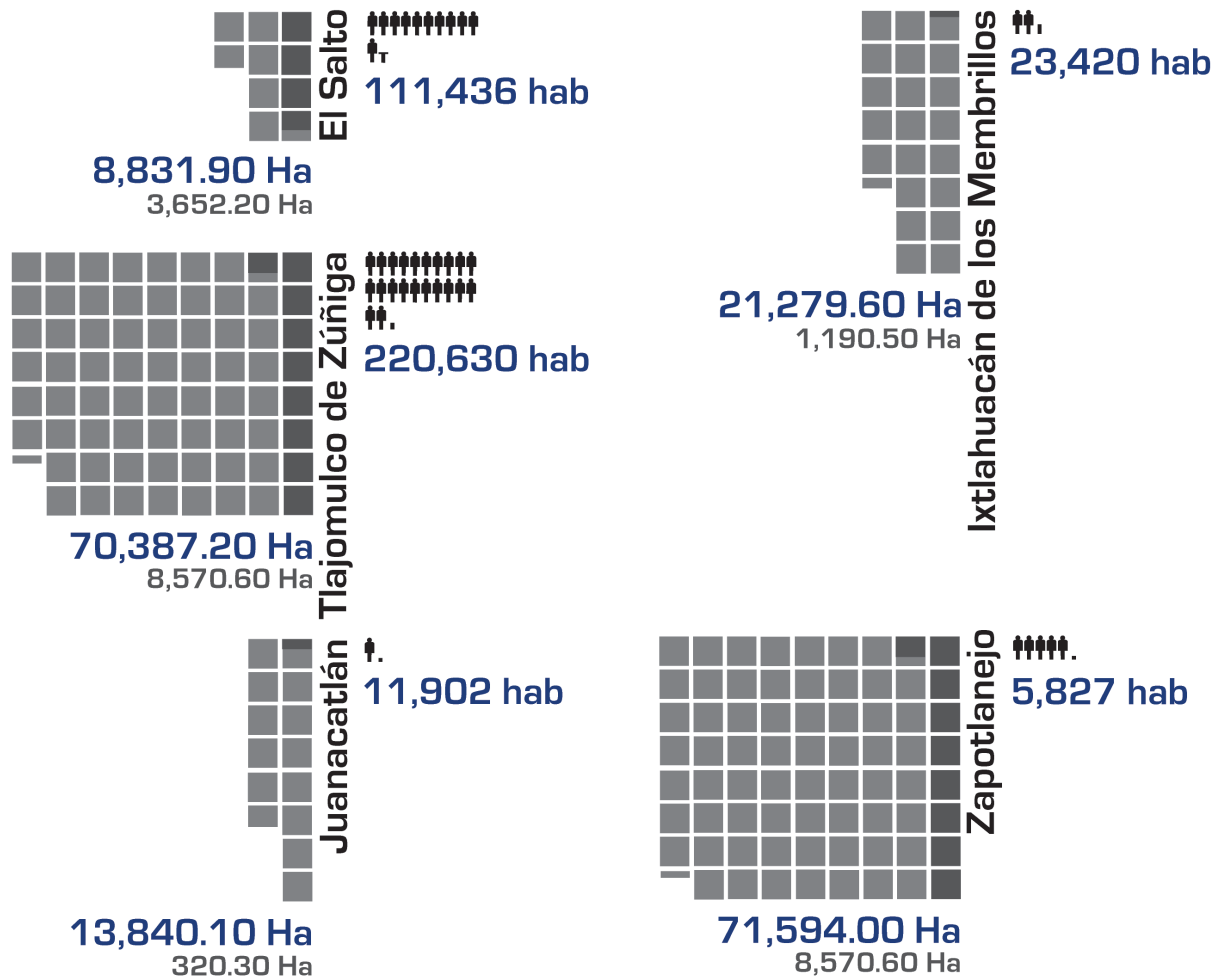 El Salto
111,436 hab
8,831.90 Ha
3,652.20 Ha
Ixtlahuacán de los Membrillos
23,420 hab
21,279.60 Ha
1,190.50 Ha
Tlajomulco de Zúñiga
220,630 hab
70,387.20 Ha
8,570.60 Ha
Juanacatlán
11,902 hab
13,840.10 Ha
320.30 Ha
Zapotlanejo
5,827 hab
71,594.00 Ha
8,570.60 Ha